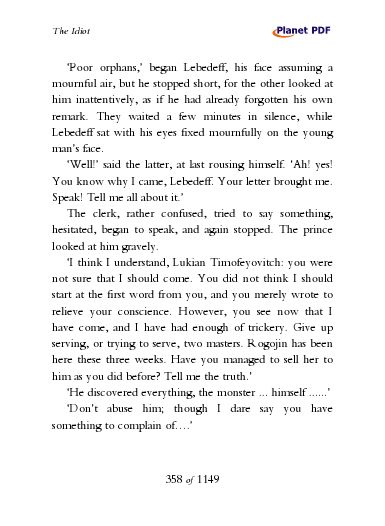 The Idiot
Planet PDF
‘Poor orphans,’ began Lebedeff, his face assuming a
mournful air, but he stopped short, for the other looked at
him inattentively, as if he had already forgotten his own
remark. They waited a few minutes in silence, while
Lebedeff sat with his eyes fixed mournfully on the young
man’s face.
‘Well!’ said the latter, at last rousing himself. ‘Ah! yes!
You know why I came, Lebedeff. Your letter brought me.
Speak! Tell me all about it.’
The clerk, rather confused, tried to say something,
hesitated, began to speak, and again stopped. The prince
looked at him gravely.
‘I think I understand, Lukian Timofeyovitch: you were
not sure that I should come. You did not think I should
start at the first word from you, and you merely wrote to
relieve your conscience. However, you see now that I
have come, and I have had enough of trickery. Give up
serving, or trying to serve, two masters. Rogojin has been
here these three weeks. Have you managed to sell her to
him as you did before? Tell me the truth.’
‘He discovered everything, the monster ... himself ......’
‘Don’t abuse him; though I dare say you have
something to complain of....’
358 of 1149